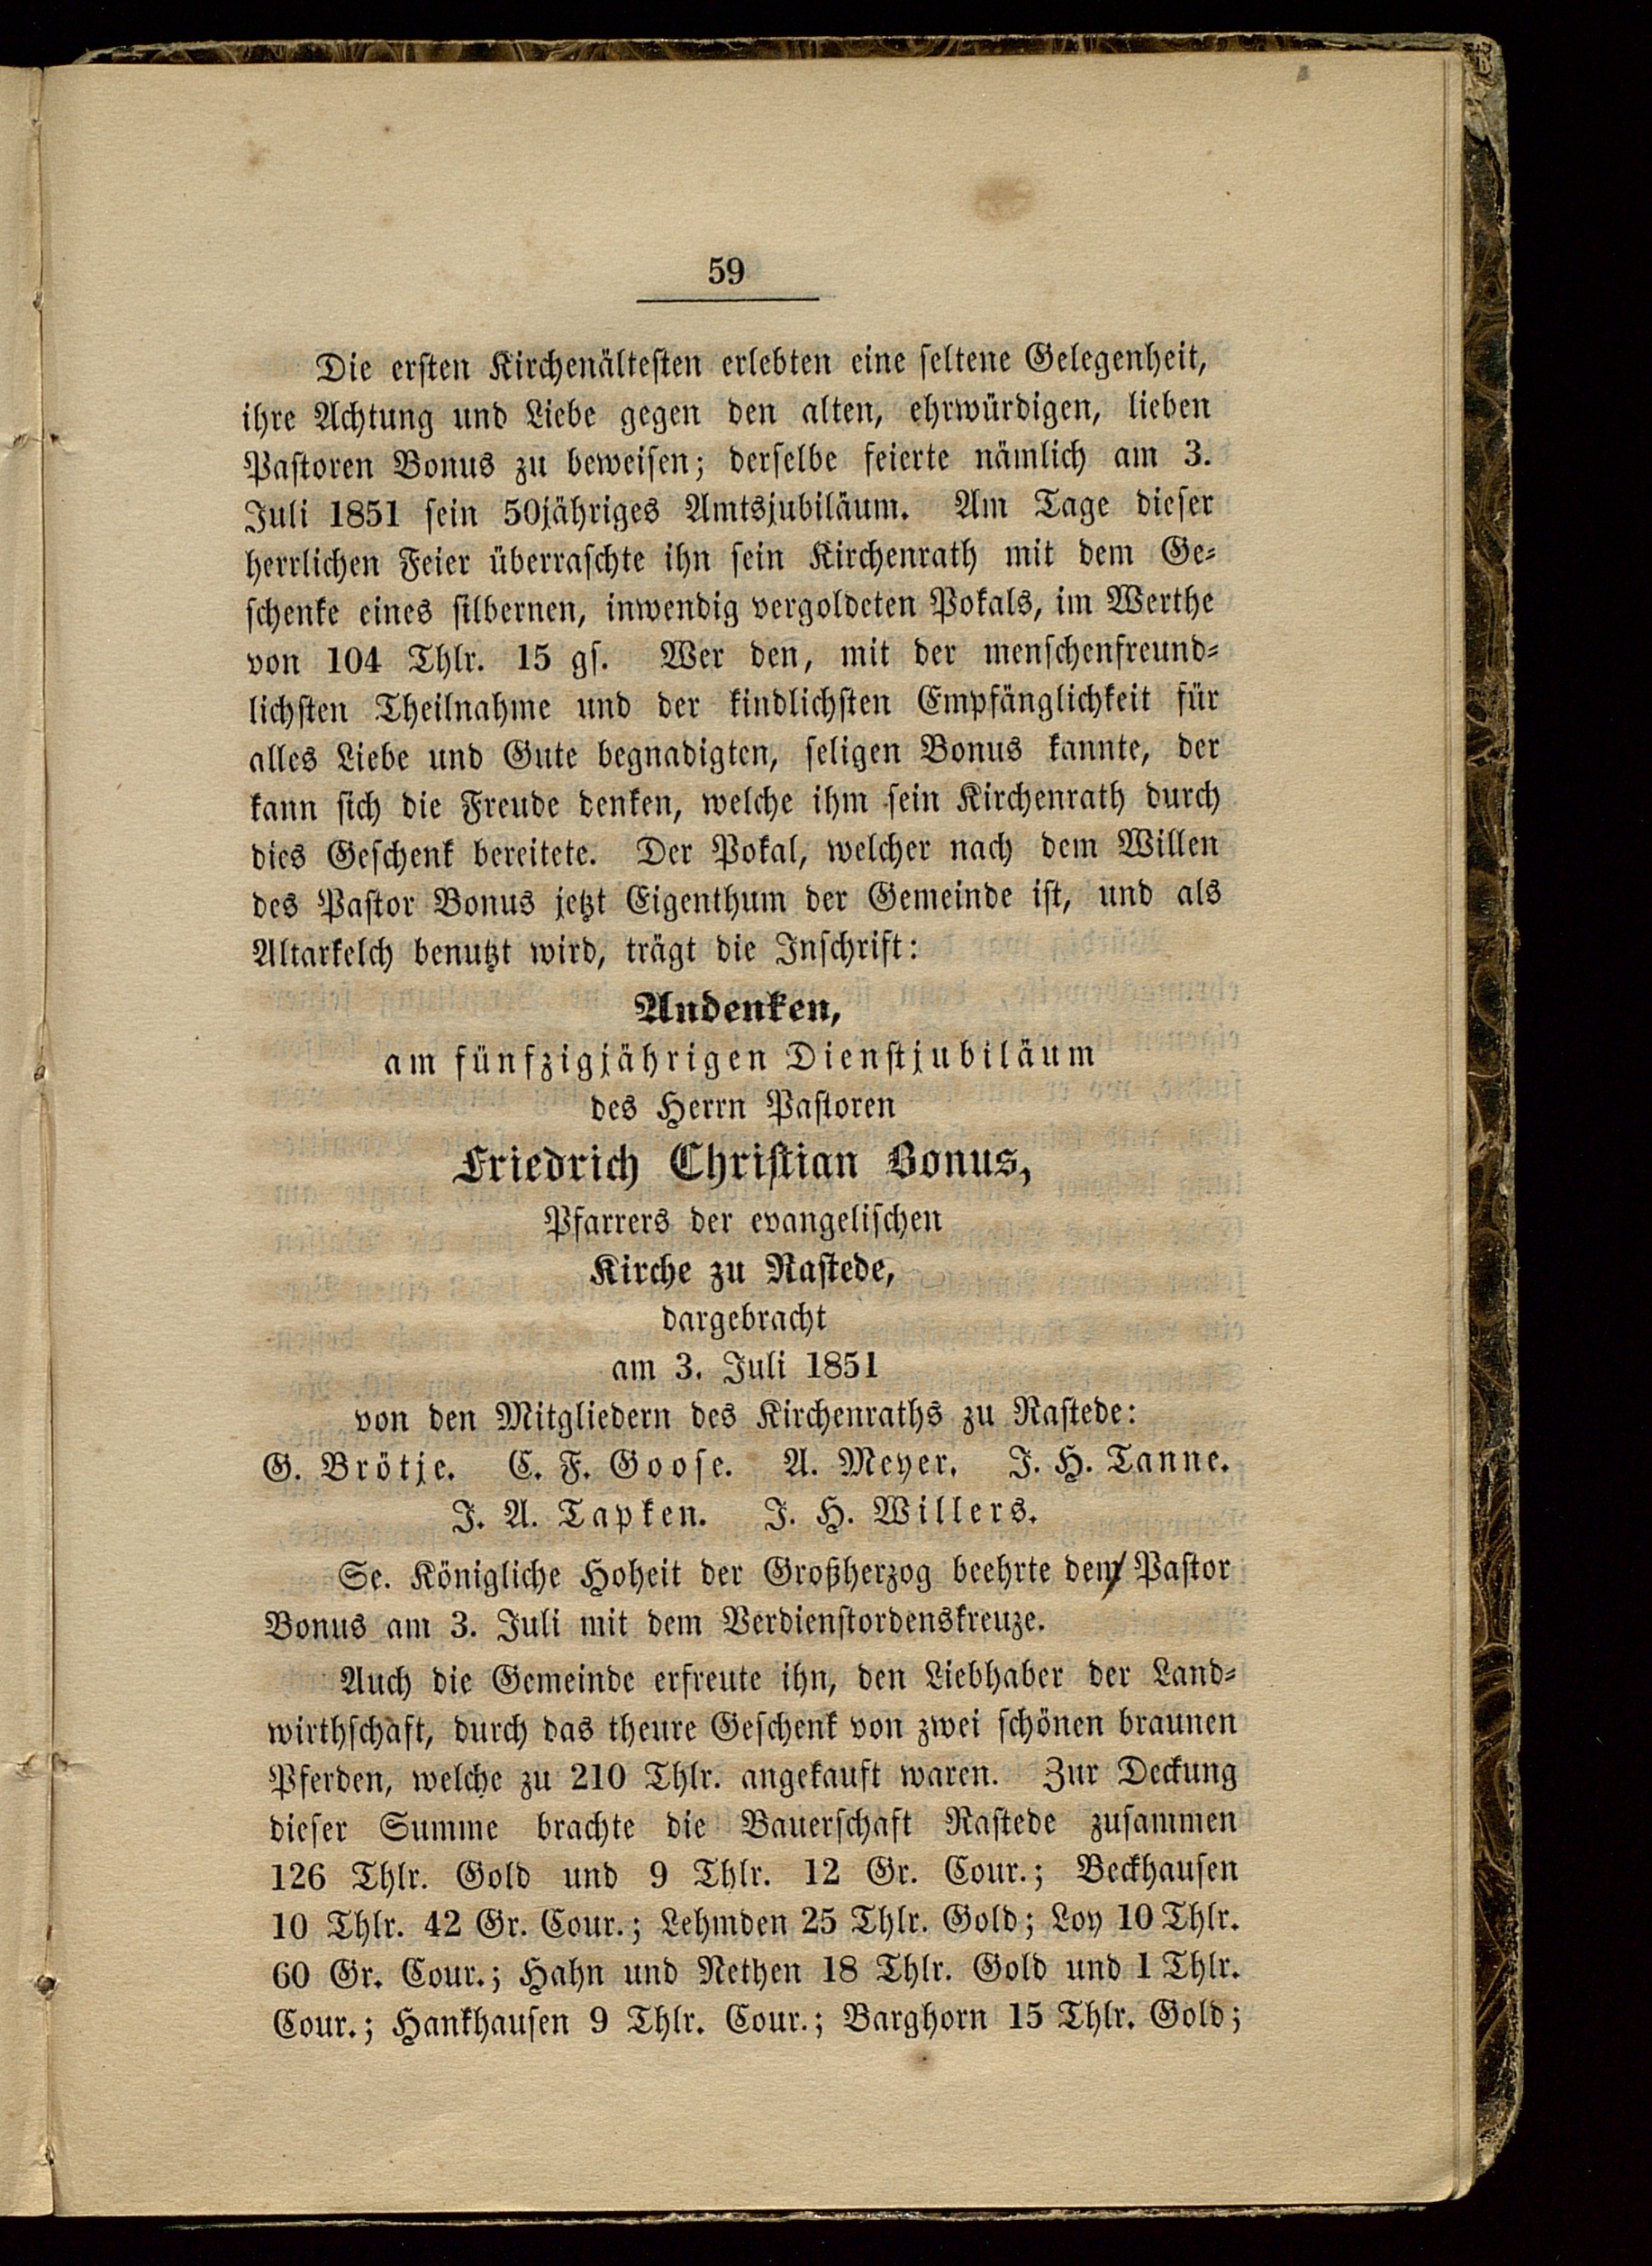 59
Die ersten Kirchenältesten erlebten eine seltene Gelegenheit,
ihre Achtung und Liebe gegen den alten, ehrwürdigen, lieben
Pastoren Bonus zu beweisen; derselbe feierte nämlich am 3.
Juli 1851 sein 50jähriges Amtsjubiläum. Am Tage dieser
herrlichen Feier überraschte ihn sein Kirchenrath mit dem Ge-
schenke eines silbernen, inwendig vergoldeten Pokals, im Werthe
von 104 Thlr. 15 gs. Wer den, mit der menschenfreund-
lichsten Theilnahme und der kindlichsten Empfänglichkeit für
alles Liebe und Gute begnadigten, seligen Bonus kannte, der
kann sich die Freude denken, welche ihm sein Kirchenrath durch
dies Geschenk bereitete. Der Pokal, welcher nach dem Willen
des Pastor Bonus jetzt Eigenthum der Gemeinde ist, und als
Altarkelch benutzt wird, trägt die Inschrift:
Andenken,
am fünfzigjährigen Dienstjubiläum
des Herrn Pastoren
Friedrich Christian Bonus,
Pfarrers der evangelischen
Kirche zu Rastede,
dargebracht
am 3. Juli 1851
von den Mitgliedern des Kirchenraths zu Rastede:
G. Brötje. C. F. Goose. A. Meyer. J. H. Tanne.
J. A. Tapken. J. H. Willers.
Se. Königliche Hoheit der Großherzog beehrte dem Pastor
Bonus am 3. Juli mit dem Verdienstordenskreuze.
Auch die Gemeinde erfreute ihn, den Liebhaber der Land-
wirthschaft, durch das theure Geschenk von zwei schönen braunen
Pferden, welche zu 210 Thlr. angekauft waren. Zur Deckung
dieser Summe brachte die Bauerschaft Rastede zusammen
126 Thlr. Gold und 9 Thlr. 12 Gr. Cour.; Beckhausen
10 Thlr. 42 Gr. Cour.; Lehmden 25 Thlr. Gold; Loy 10 Thlr.
60 Gr. Cour.; Hahn und Nethen 18 Thlr. Gold und 1 Thlr.
Cour.; Hankhausen 9 Thlr. Cour.; Barghorn 15 Thlr. Gold;